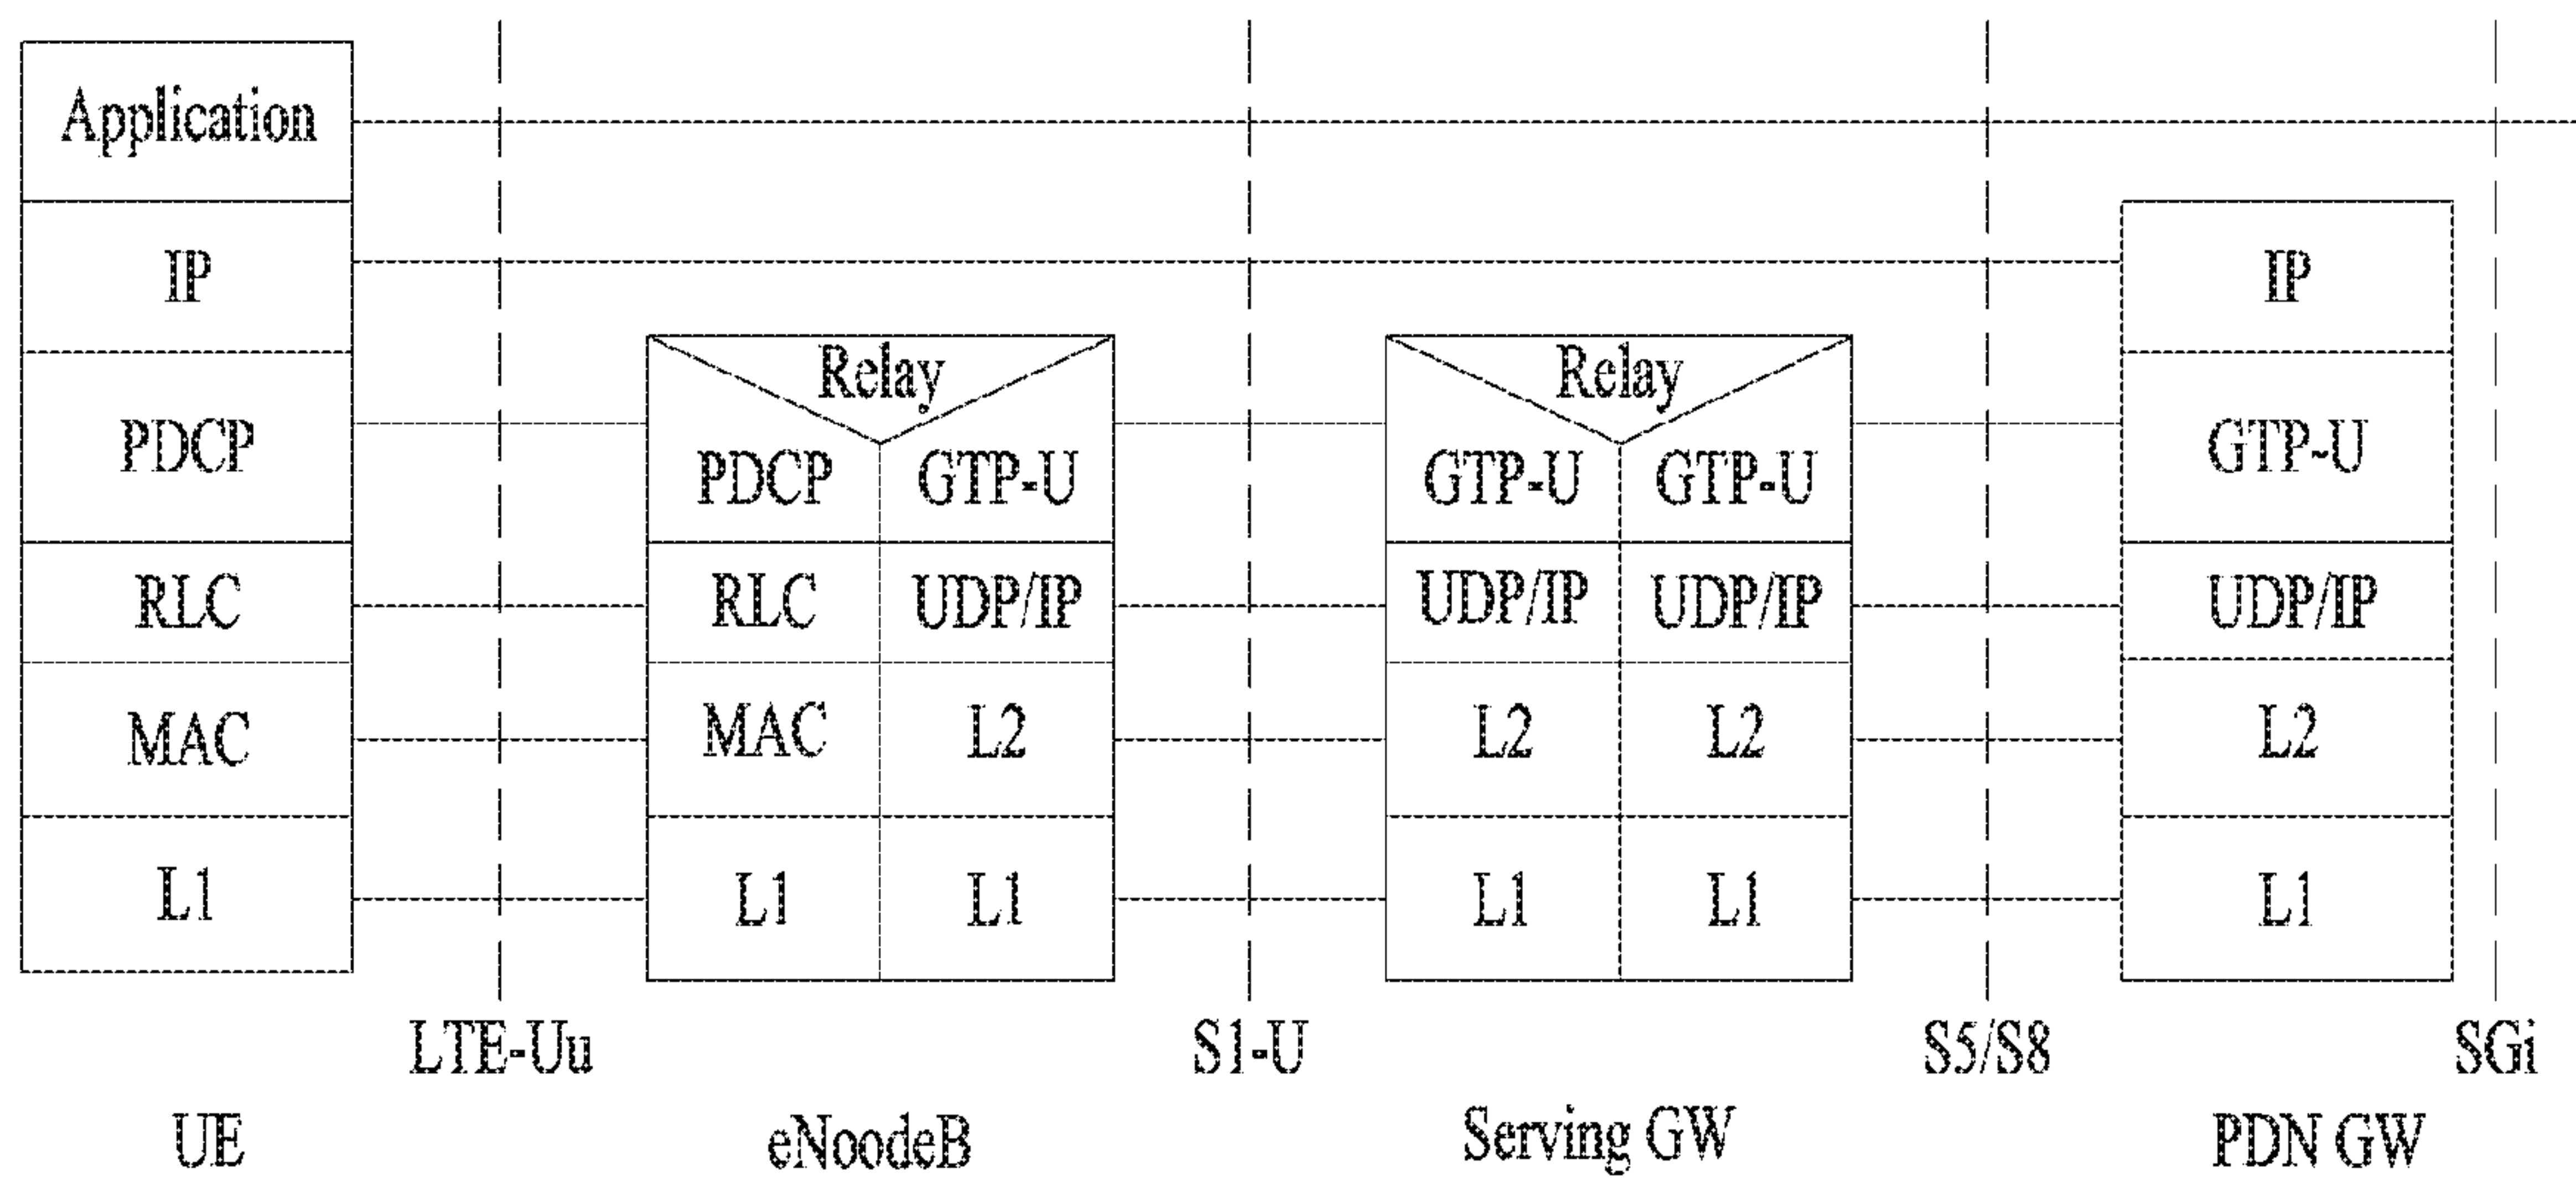 Application
IP
PDCP
RLC
MAC
L1
Relay
PDCP GTP-U
RLC UDP/IP
MAC L2
L1 L1
Relay
GTP-U GTP-U
UDP/IP UDP/IP
L2 L2
L1 L1
IP
GTP-U
UDP/IP
L2
L1
LTE-Uu S1-U S5/S8 SGi
UE eNoodeB Serving GW PDN GW